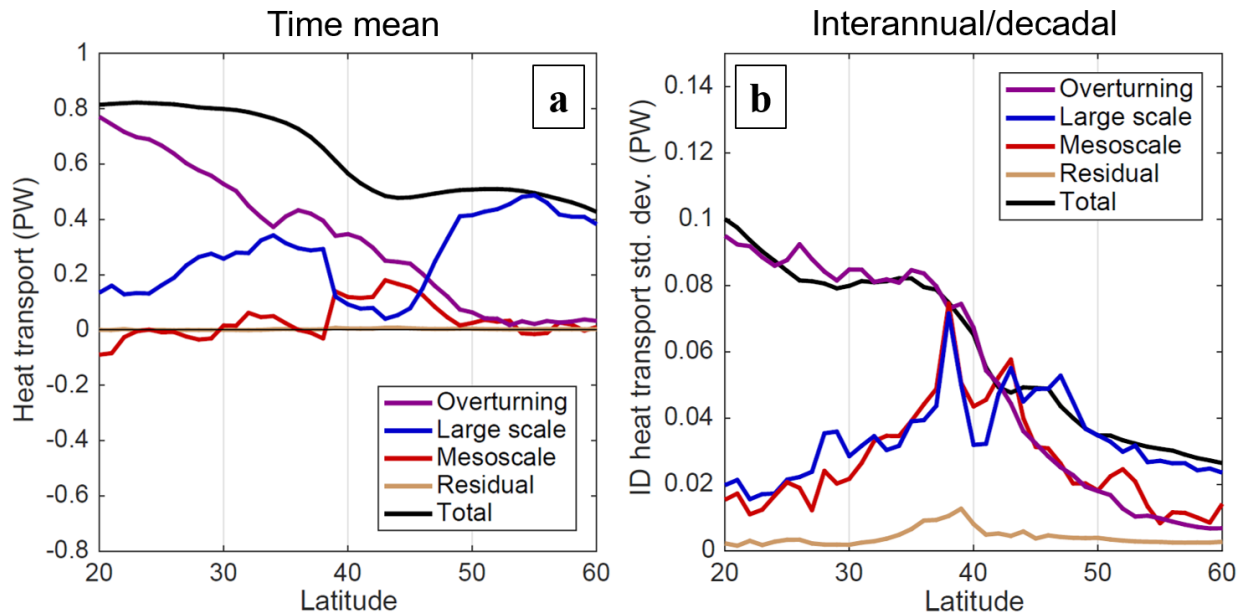 Time mean
Interannual/decadal
Heat transport (PW)
1
0.8
0.6
0.4
0.2
0
-0.2
-0.4
-0.6
-0.8
a
Overturning
Large scale
Mesoscale
Residual
Total
20
30
40
50
60
Latitude
ID heat transport std. dev. (PW)
0.14
0.12
0.1
0.08
0.06
0.04
0.02
0
b
Overturning
Large scale
Mesoscale
Residual
Total
20
30
40
50
60
Latitude